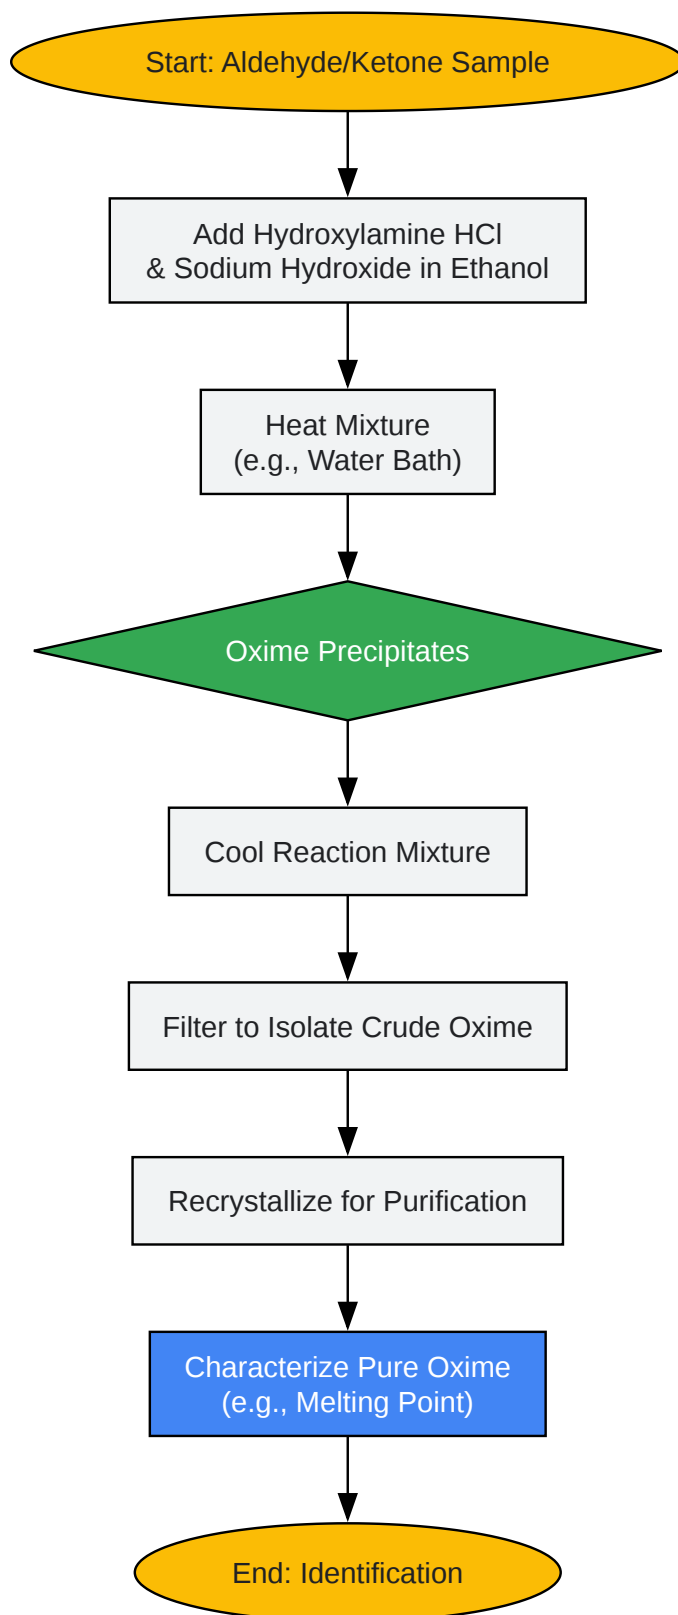 Start: Aldehyde/Ketone Sample
Add Hydroxylamine HCl
& Sodium Hydroxide in Ethanol
Heat Mixture
(e.g., Water Bath)
Oxime Precipitates
Cool Reaction Mixture
Filter to Isolate Crude Oxime
Recrystallize for Purification
Characterize Pure Oxime
(e.g., Melting Point)
End: Identification